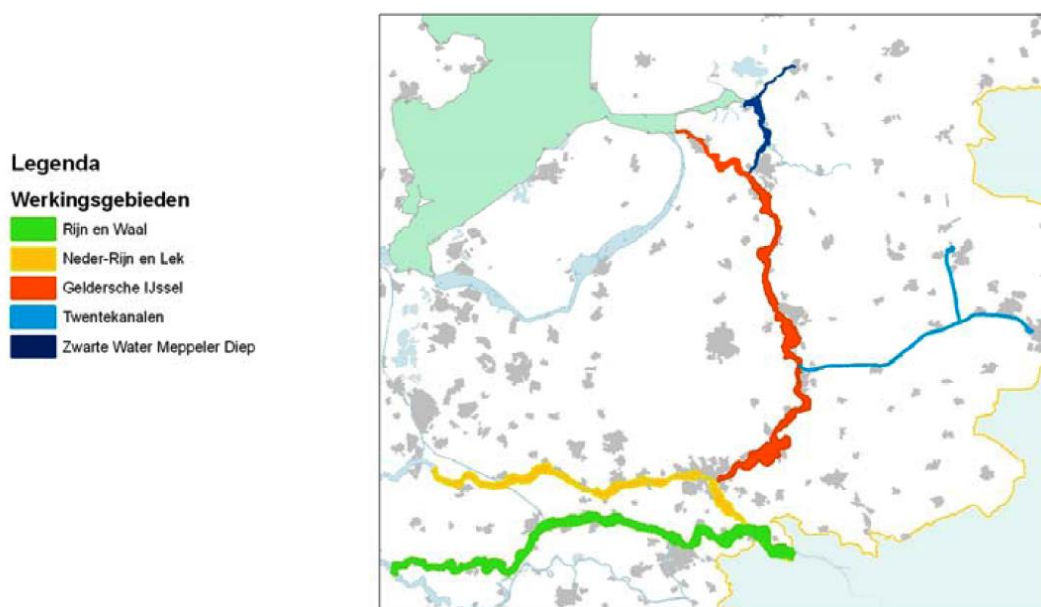 Legenda
Werkingsgebieden
Rijn en Waal
Neder-Rijn en Lek
Geldersche IJssel
Twentekanalen
Zwarte Water Meppeler Diep